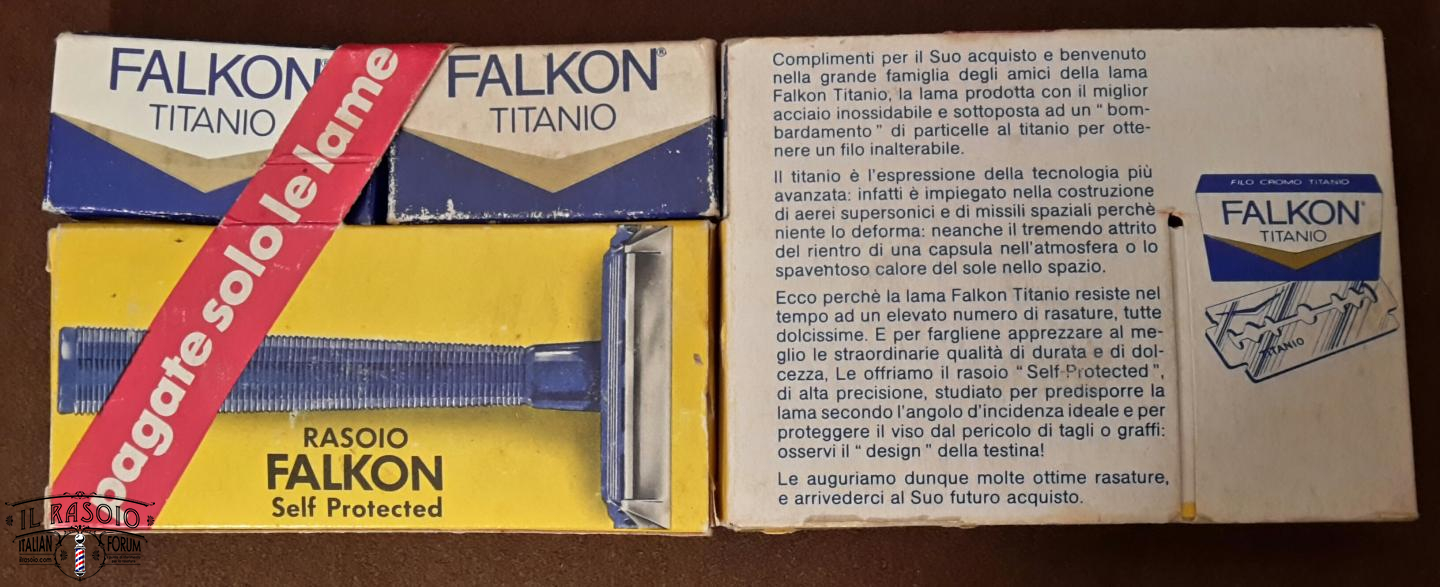 FALKON
TITANIO
FALKON®
TITANIO
pagate solo le lame
RASOIO
FALKON
Self Protected
Complimenti per il Suo acquisto e benvenuto
nella grande famiglia degli amici della lama
Falkon Titanio, la lama prodotta con il miglior
acciaio inossidabile e sottoposta ad un “bom-
bardamento” di particelle al titanio per otte-
nere un filo inalterabile.
Il titanio è l'espressione della tecnologia più
avanzata: infatti è impiegato nella costruzione
di aerei supersonici e di missili spaziali perchè
niente lo deforma: neanche il tremendo attrito
del rientro di una capsula nell'atmosfera o lo
spaventoso calore del sole nello spazio.
Ecco perchè la lama Falkon Titanio resiste nel
tempo ad un elevato numero di rasature, tutte
dolcissime. E per fargliene apprezzare al me-
glio le straordinarie qualità di durata e di dol-
cezza, Le offriamo il rasoio “Self Protected”,
di alta precisione, studiato per predisporre la
lama secondo l'angolo d'incidenza ideale e per
proteggere il viso dal pericolo di tagli o graffi:
osservi il “design” della testina!
Le auguriamo dunque molte ottime rasature,
e arrivederci al Suo futuro acquisto.
FILO CROMO TITANIO
FALKON®
TITANIO
TITANIO
IL RASOIO
ITALIAN FORUM
ilrasoio.com